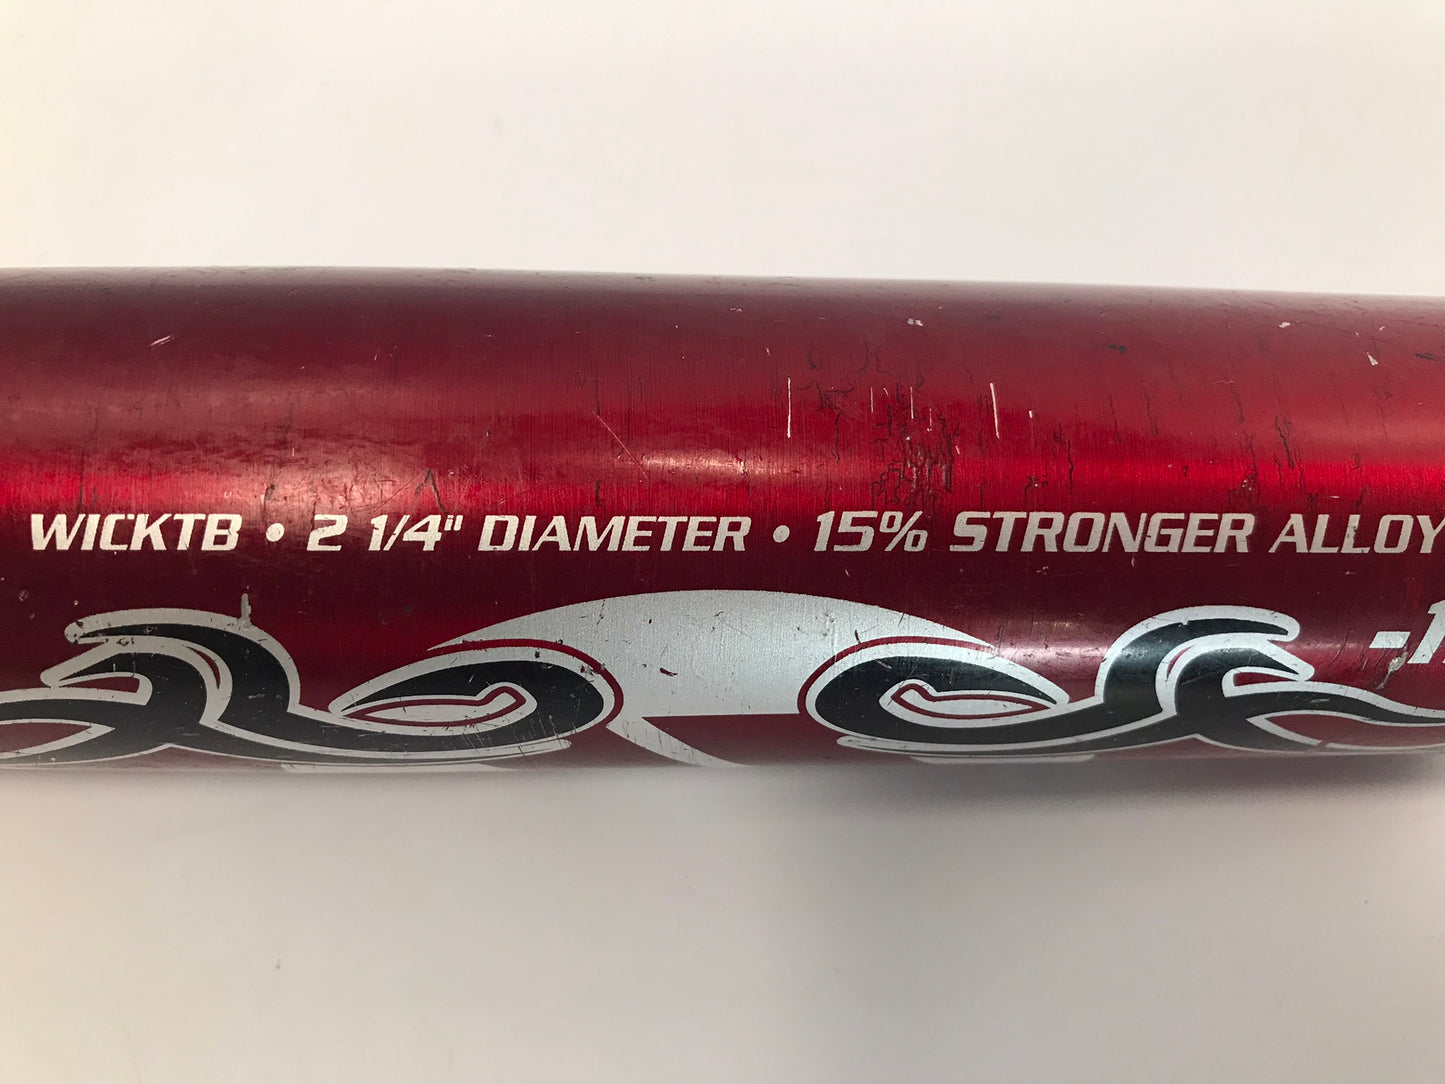 WICKTB • 2 1/4" DIAMETER • 15% STRONGER ALLOY